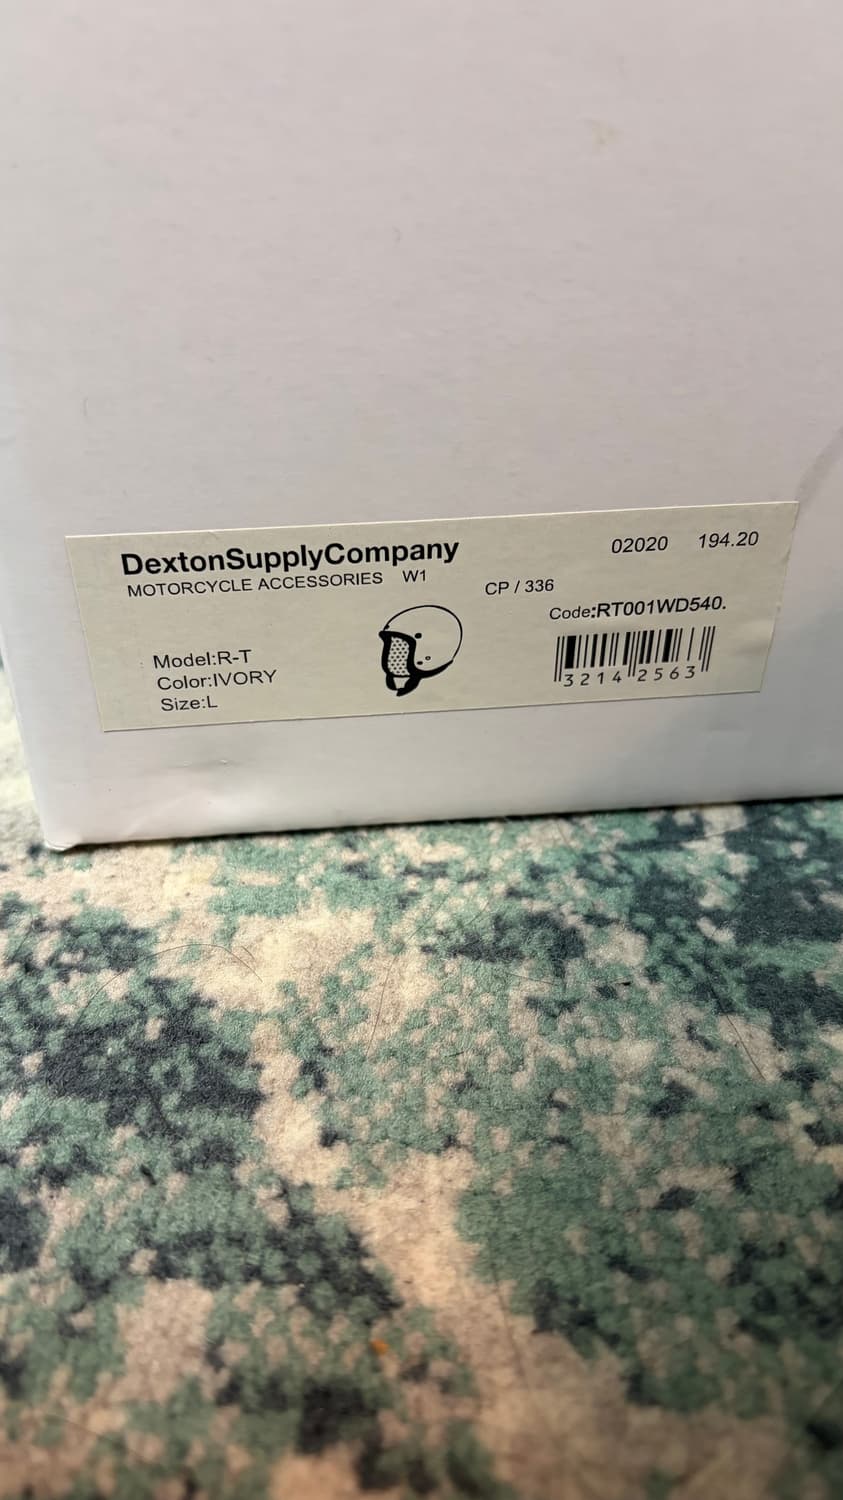 DextonSupplyCompany
MOTORCYCLE ACCESSORIES W1
02020 194.20
CP / 336
Code:RT001WD540.
Model:R-T
Color:IVORY
Size:L
3214 2563